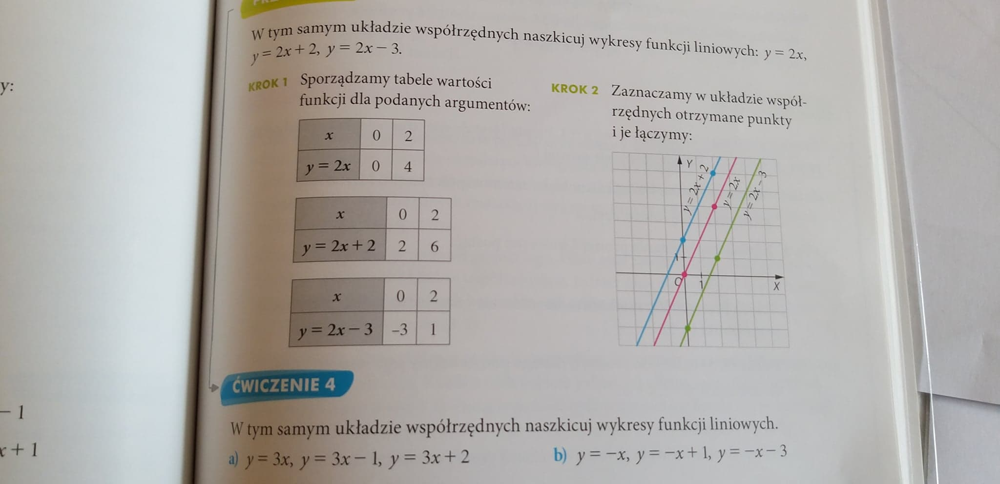 y:
– 1
x + 1
W tym samym układzie współrzędnych naszkicuj wykresy funkcji liniowych: y = 2x,
y = 2x + 2, y = 2x – 3.
KROK 1 Sporządzamy tabele wartości
funkcji dla podanych argumentów:
x 0 2
y = 2x 0 4
x 0 2
y = 2x + 2 2 6
x 0 2
y = 2x – 3 –3 1
KROK 2 Zaznaczamy w układzie współ-
rzędnych otrzymane punkty
i je łączymy:
Y
y = 2x + 2
y = 2x
y = 2x – 3
1
0 1 X
ĆWICZENIE 4
W tym samym układzie współrzędnych naszkicuj wykresy funkcji liniowych.
a) y = 3x, y = 3x – 1, y = 3x + 2
b) y = –x, y = –x + 1, y = –x – 3